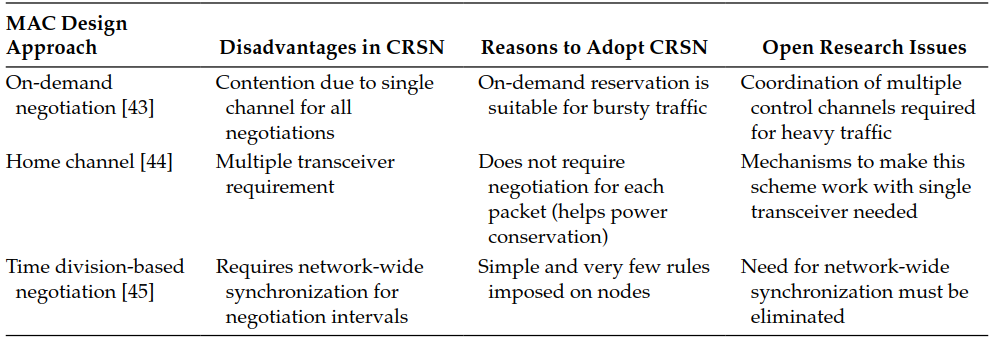 MAC Design
Approach
Disadvantages in CRSN
Reasons to Adopt CRSN
Open Research Issues
On-demand
negotiation [43]
Contention due to single
channel for all
negotiations
On-demand reservation is
suitable for bursty traffic
Coordination of multiple
control channels required
for heavy traffic
Home channel [44]
Multiple transceiver
requirement
Does not require
negotiation for each
packet (helps power
conservation)
Mechanisms to make this
scheme work with single
transceiver needed
Time division-based
negotiation [45]
Requires network-wide
synchronization for
negotiation intervals
Simple and very few rules
imposed on nodes
Need for network-wide
synchronization must be
eliminated